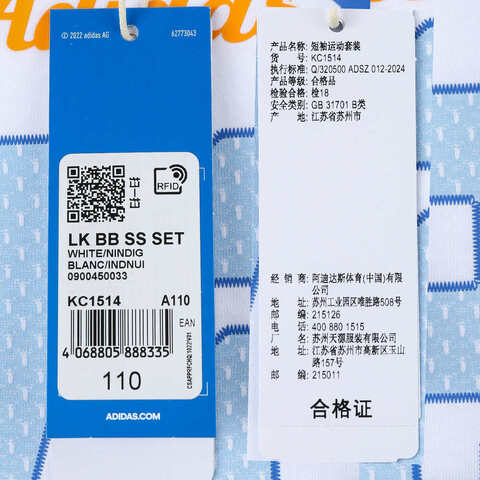 Adidas
© 2022 adidas AG
62773043
RFID
LK BB SS SET
WHITE/NINDIG
BLANC/INDNUI
0900450033
KC1514
A110
EAN
4 068805 888335
110
ADIDAS.COM
产品名称: 短袖运动套装
货 号: KC1514
执行标准: Q/320500 ADSZ 012-2024
产品等级: 合格品
检验合格: 检18
安全类别: GB 31701 B类
产 地: 江苏省苏州市
经 销 商: 阿迪达斯体育(中国)有限
公司
地 址: 苏州工业园区唯胜路508号
邮 编: 215126
电 话: 400 880 1515
厂 名: 苏州天源服装有限公司
地 址: 江苏省苏州市高新区玉山
路157号
邮 编: 215011
合格证